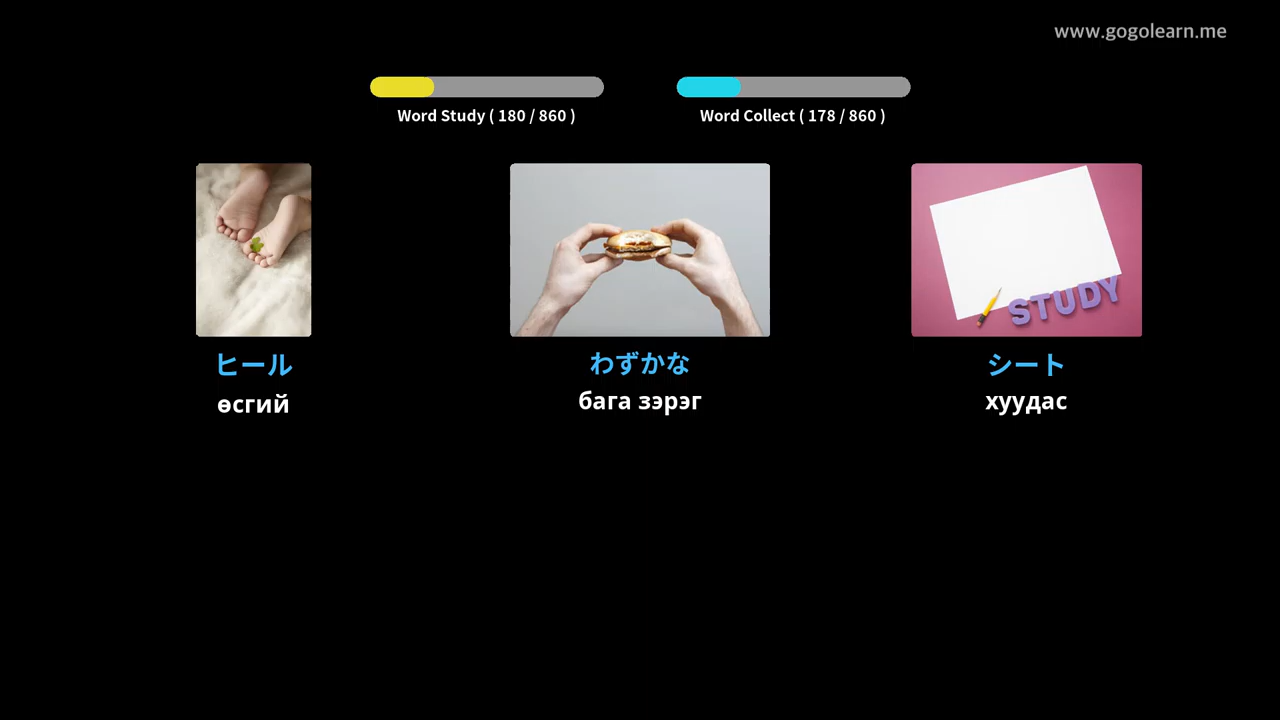 www.gogolearn.me
Word Study ( 180 / 860 )
Word Collect ( 178 / 860 )
STUDY
ヒール
өсгий
わずかな
бага зэрэг
シート
хуудас